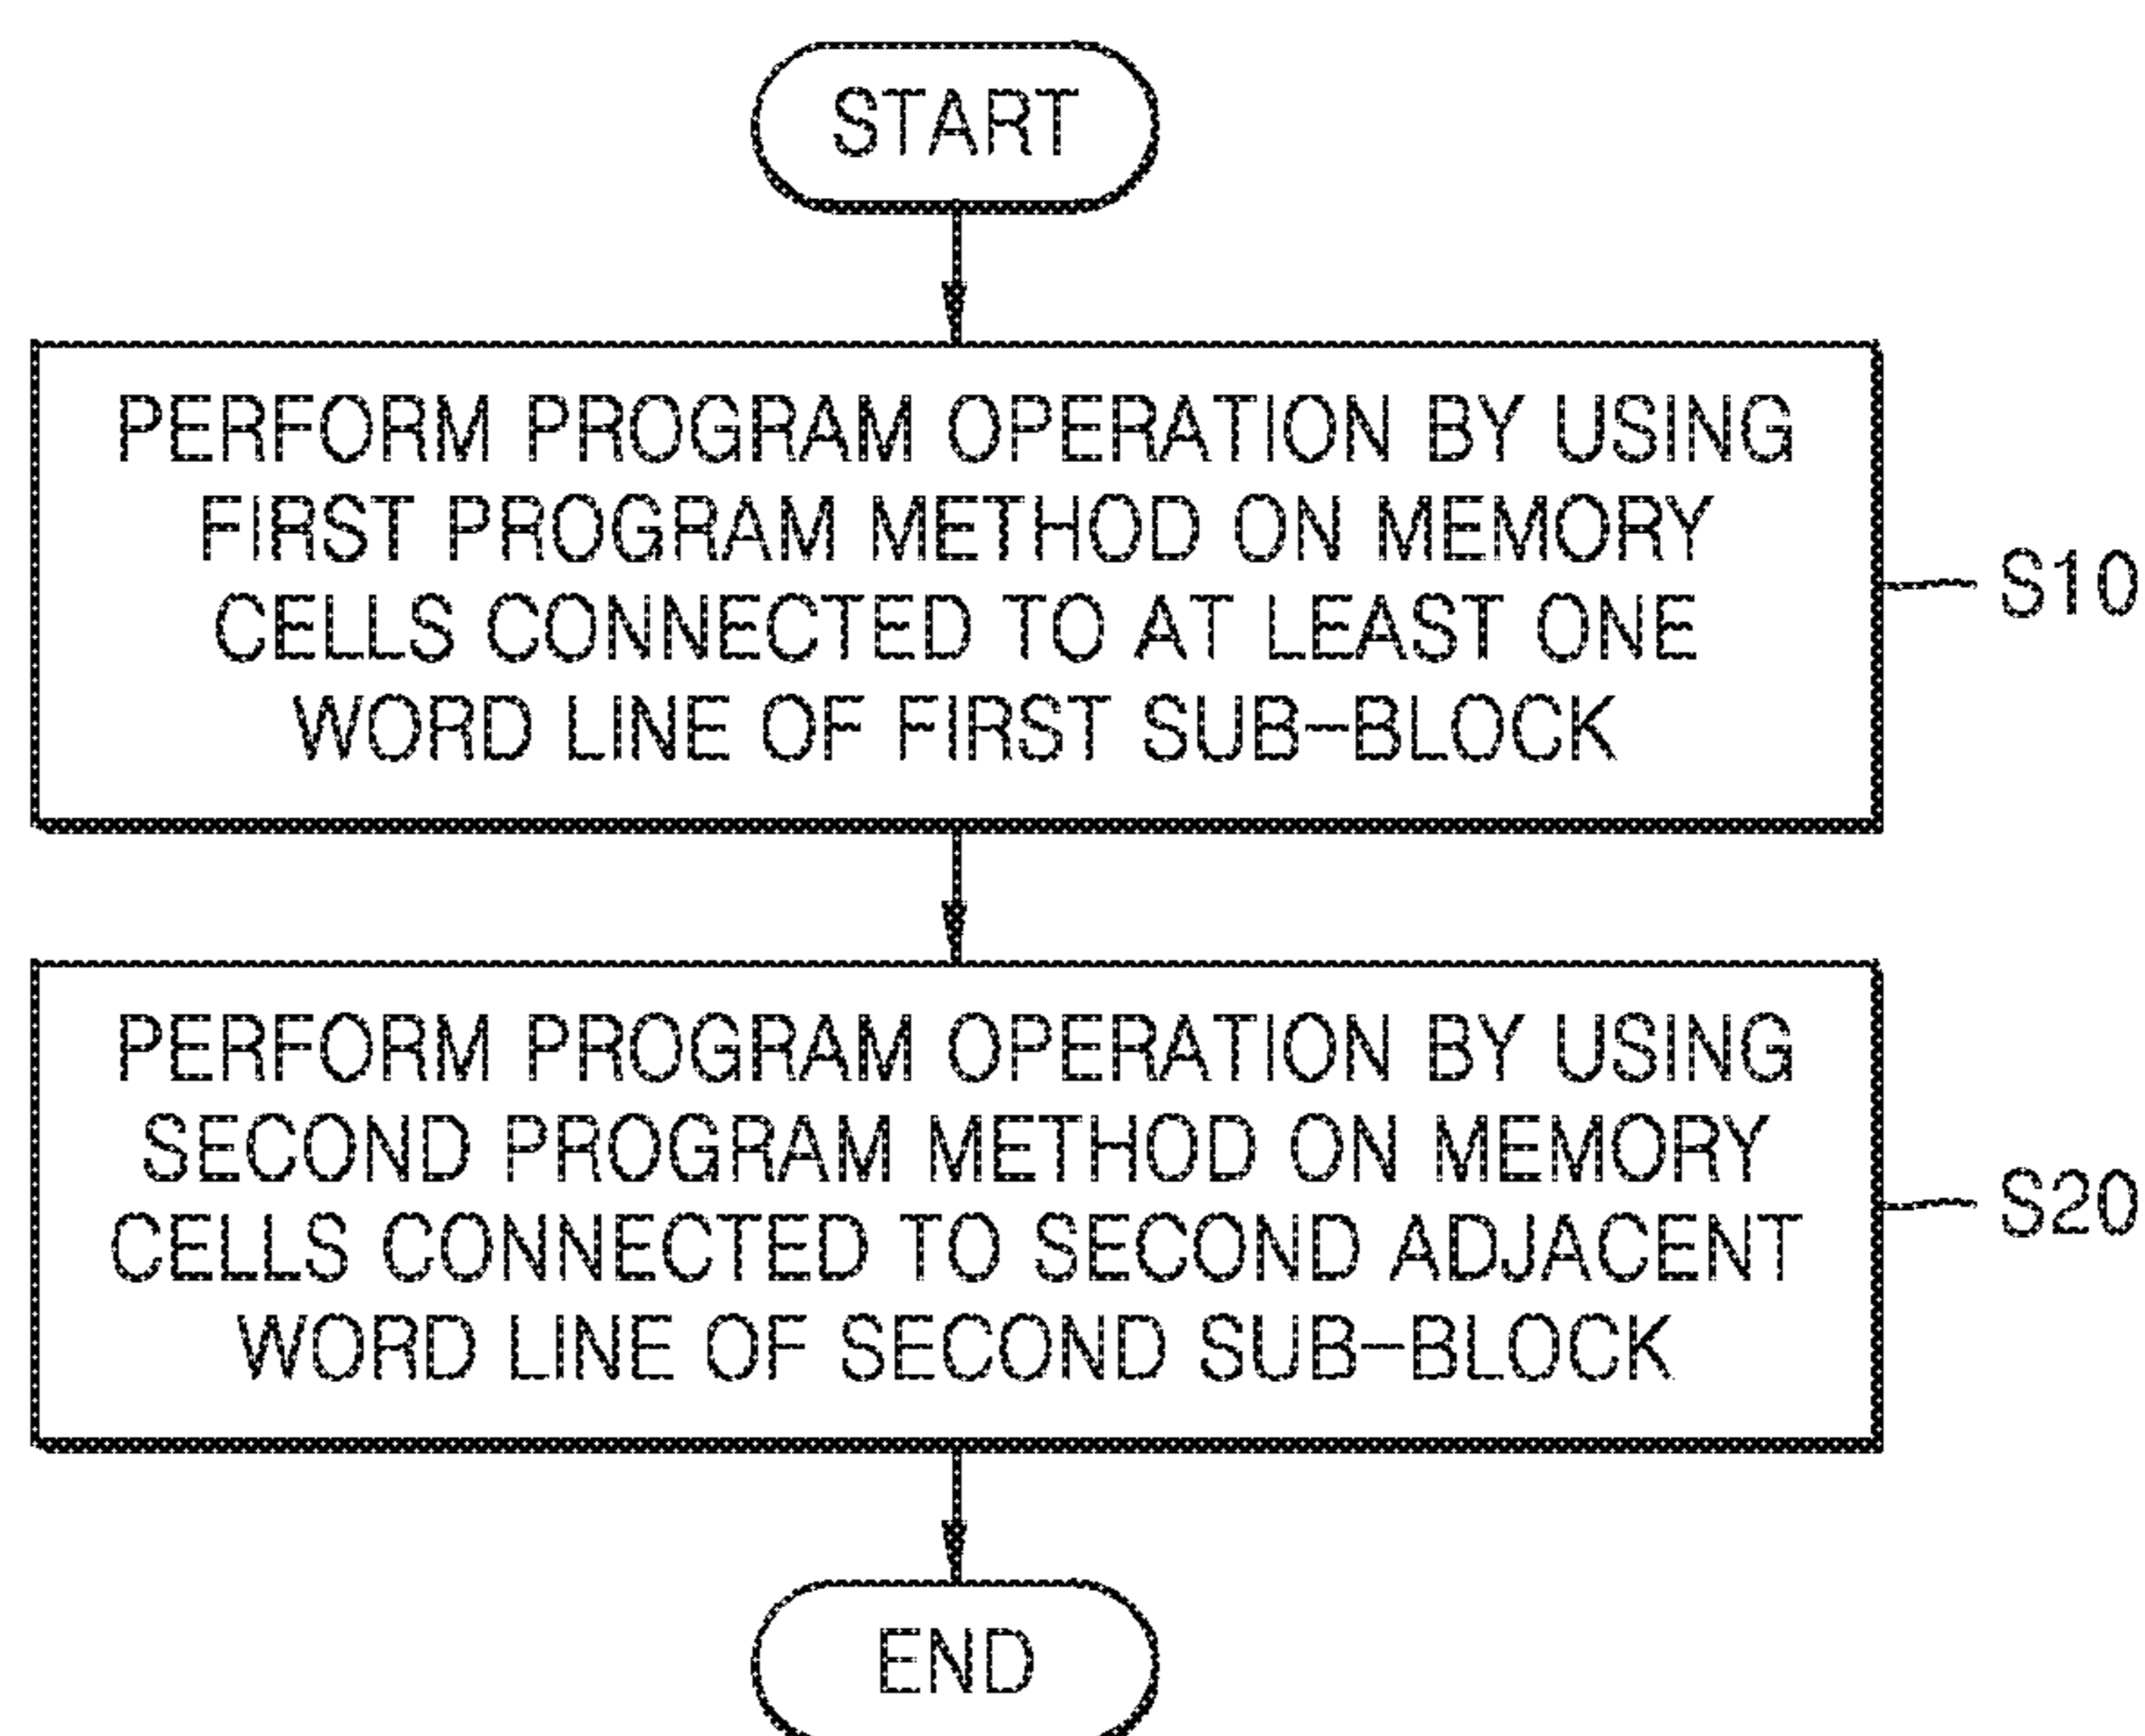 START
PERFORM PROGRAM OPERATION BY USING
FIRST PROGRAM METHOD ON MEMORY
CELLS CONNECTED TO AT LEAST ONE
WORD LINE OF FIRST SUB-BLOCK
S10
PERFORM PROGRAM OPERATION BY USING
SECOND PROGRAM METHOD ON MEMORY
CELLS CONNECTED TO SECOND ADJACENT
WORD LINE OF SECOND SUB-BLOCK
S20
END